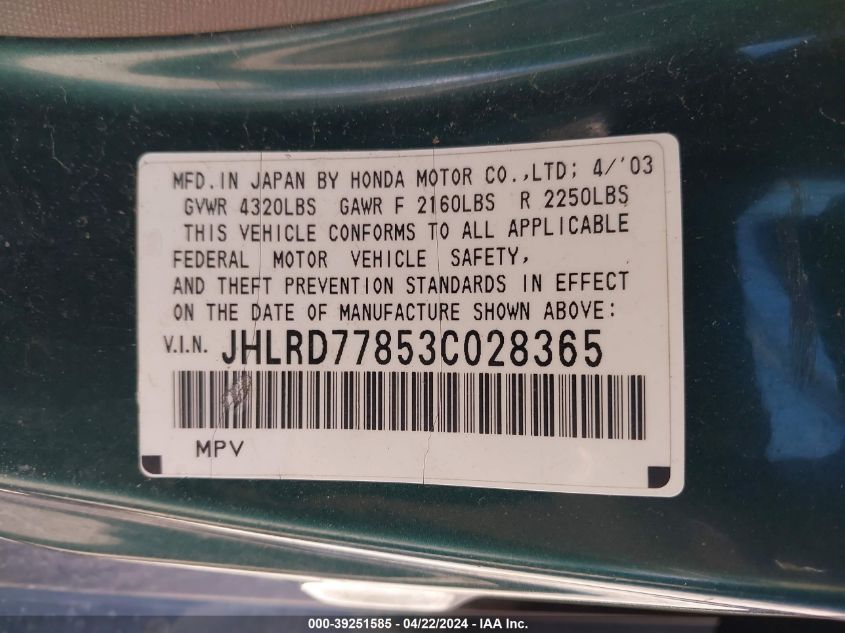 MFD.IN JAPAN BY HONDA MOTOR CO.,LTD; 4/'03
GVWR 4320LBS GAWR F 2160LBS R 2250LBS
THIS VEHICLE CONFORMS TO ALL APPLICABLE
FEDERAL MOTOR VEHICLE SAFETY,
AND THEFT PREVENTION STANDARDS IN EFFECT
ON THE DATE OF MANUFACTURE SHOWN ABOVE:
V.I.N. JHLRD77853C028365
MPV
000-39251585 - 04/22/2024 - IAAI Inc.